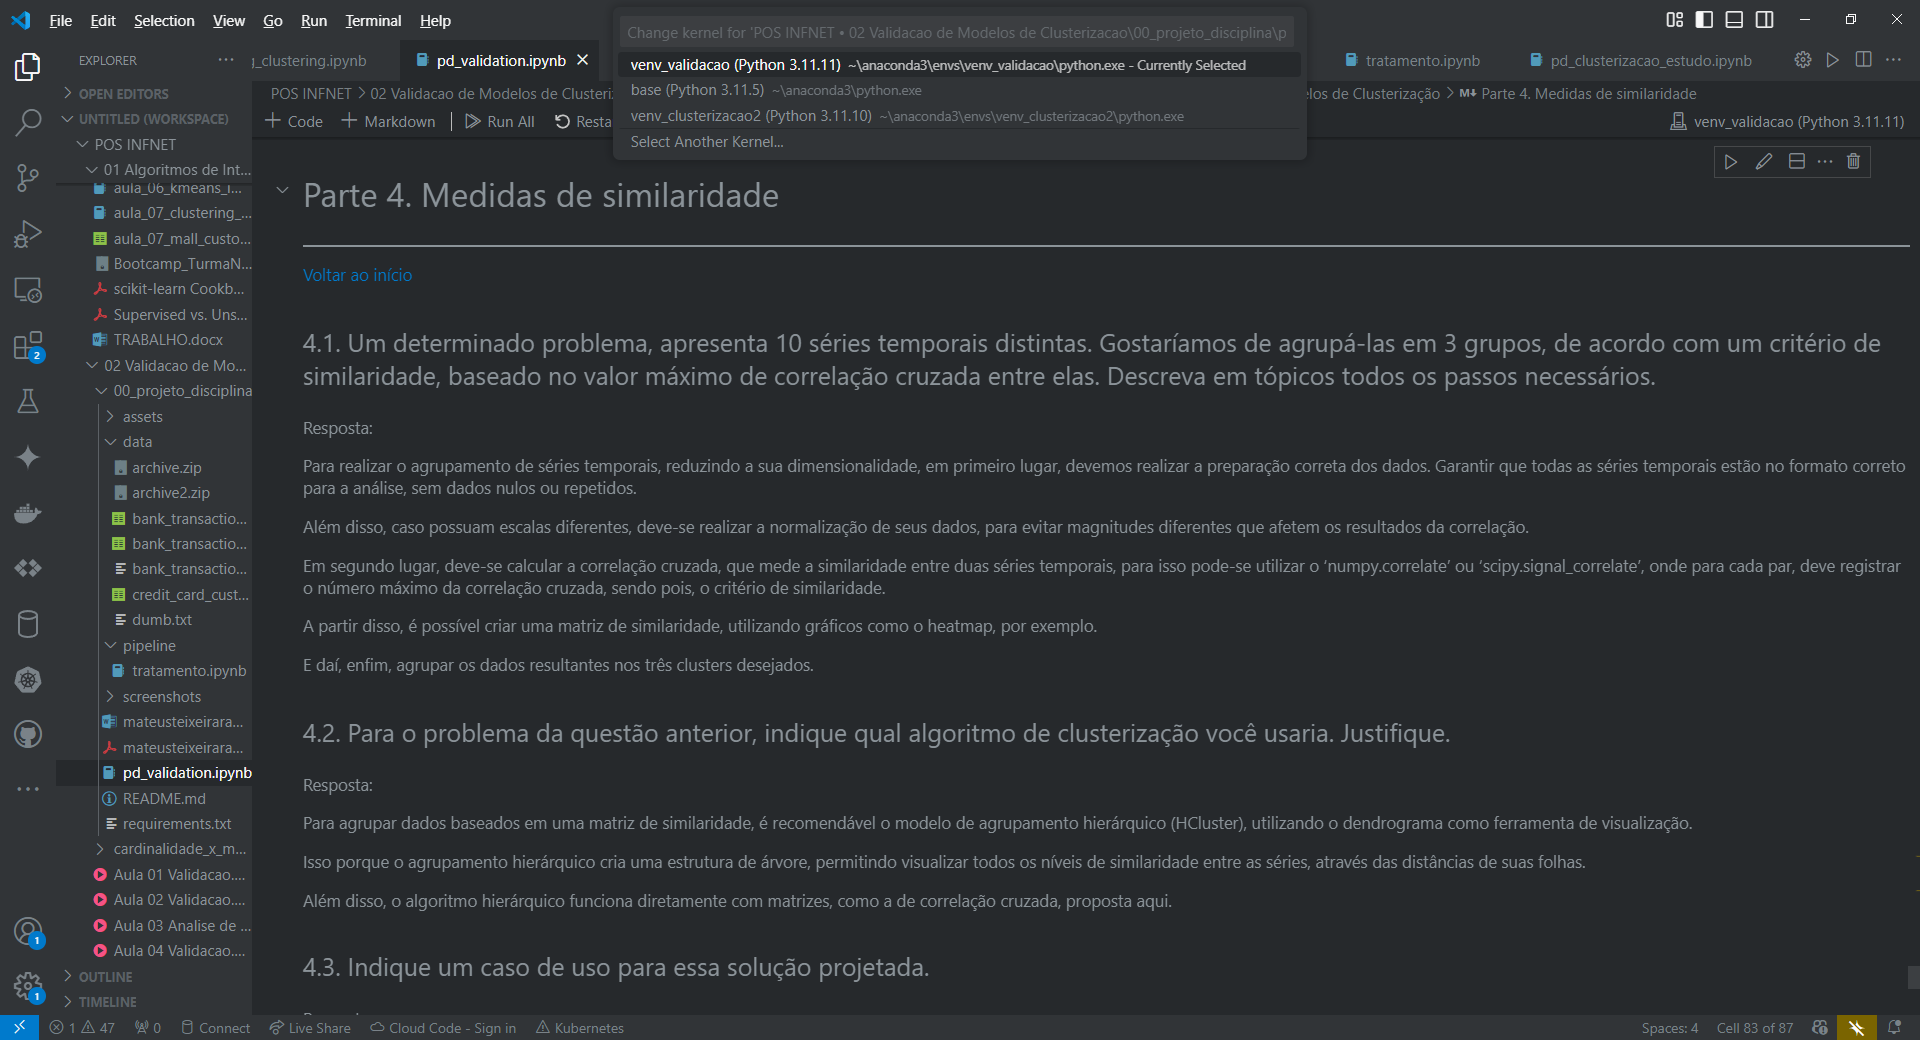 File Edit Selection View Go Run Terminal Help
Change kernel for 'POS INFNET • 02 Validacao de Modelos de Clusterizacao\00_projeto_disciplina\p
venv_validacao (Python 3.11.11) ~\anaconda3\envs\venv_validacao\python.exe - Currently Selected
base (Python 3.11.5) ~\anaconda3\python.exe
venv_clusterizacao2 (Python 3.11.10) ~\anaconda3\envs\venv_clusterizacao2\python.exe
Select Another Kernel...
EXPLORER
g_clustering.ipynb
pd_validation.ipynb
tratamento.ipynb
pd_clusterizacao_estudo.ipynb
POS INFNET > 02 Validacao de Modelos de Clusteri
los de Clusterização > M↓ Parte 4. Medidas de similaridade
+ Code + Markdown | Run All Resta
venv_validacao (Python 3.11.11)
OPEN EDITORS
UNTITLED (WORKSPACE)
POS INFNET
01 Algoritmos de Int...
aula_06_kmeans_i...
aula_07_clustering_...
aula_07_mall_custo...
Bootcamp_TurmaN...
scikit-learn Cookb...
Supervised vs. Uns...
TRABALHO.docx
02 Validacao de Mo...
00_projeto_disciplina
assets
data
archive.zip
archive2.zip
bank_transactio...
bank_transactio...
bank_transactio...
credit_card_cust...
dumb.txt
pipeline
tratamento.ipynb
screenshots
mateusteixeirara...
mateusteixeirara...
pd_validation.ipynb
README.md
requirements.txt
cardinalidade_x_m...
Aula 01 Validacao....
Aula 02 Validacao....
Aula 03 Analise de ...
Aula 04 Validacao....
OUTLINE
TIMELINE
2
1
1
Parte 4. Medidas de similaridade
Voltar ao início
4.1. Um determinado problema, apresenta 10 séries temporais distintas. Gostaríamos de agrupá-las em 3 grupos, de acordo com um critério de
similaridade, baseado no valor máximo de correlação cruzada entre elas. Descreva em tópicos todos os passos necessários.
Resposta:
Para realizar o agrupamento de séries temporais, reduzindo a sua dimensionalidade, em primeiro lugar, devemos realizar a preparação correta dos dados. Garantir que todas as séries temporais estão no formato correto
para a análise, sem dados nulos ou repetidos.
Além disso, caso possuam escalas diferentes, deve-se realizar a normalização de seus dados, para evitar magnitudes diferentes que afetem os resultados da correlação.
Em segundo lugar, deve-se calcular a correlação cruzada, que mede a similaridade entre duas séries temporais, para isso pode-se utilizar o ‘numpy.correlate’ ou ‘scipy.signal_correlate’, onde para cada par, deve registrar
o número máximo da correlação cruzada, sendo pois, o critério de similaridade.
A partir disso, é possível criar uma matriz de similaridade, utilizando gráficos como o heatmap, por exemplo.
E daí, enfim, agrupar os dados resultantes nos três clusters desejados.
4.2. Para o problema da questão anterior, indique qual algoritmo de clusterização você usaria. Justifique.
Resposta:
Para agrupar dados baseados em uma matriz de similaridade, é recomendável o modelo de agrupamento hierárquico (HCluster), utilizando o dendrograma como ferramenta de visualização.
Isso porque o agrupamento hierárquico cria uma estrutura de árvore, permitindo visualizar todos os níveis de similaridade entre as séries, através das distâncias de suas folhas.
Além disso, o algoritmo hierárquico funciona diretamente com matrizes, como a de correlação cruzada, proposta aqui.
4.3. Indique um caso de uso para essa solução projetada.
1 47 0 Connect Live Share Cloud Code - Sign in Kubernetes
Spaces: 4 Cell 83 of 87